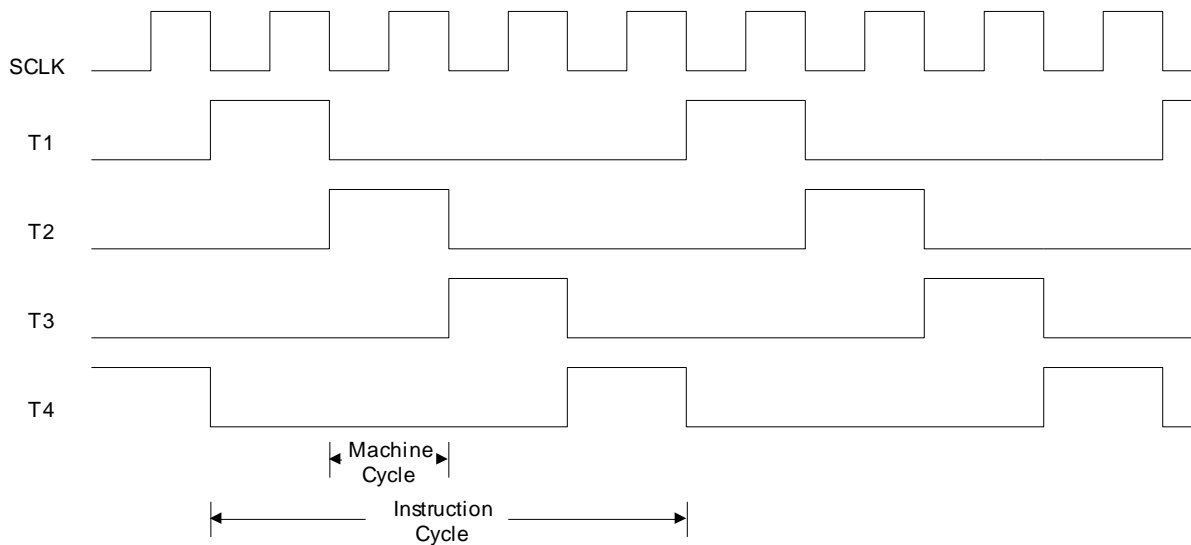 SCLK
T1
T2
T3
T4
Machine
Cycle
Instruction
Cycle